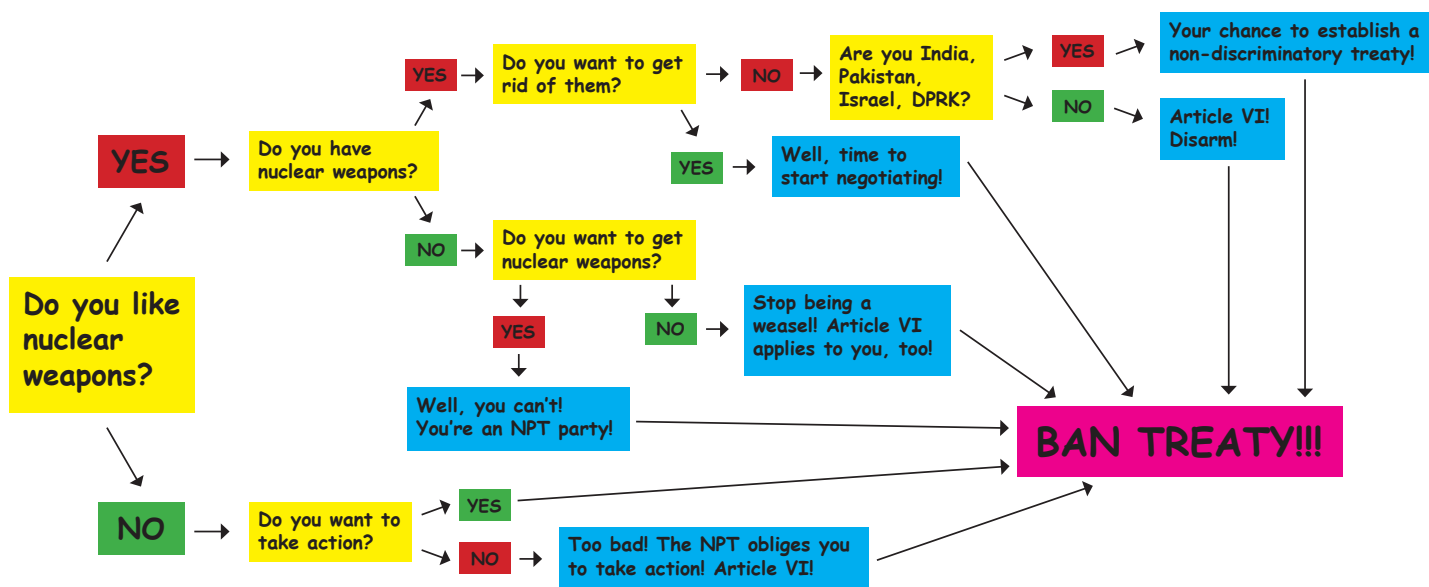 Do you like
nuclear
weapons?
YES
Do you have
nuclear weapons?
YES
Do you want to get
rid of them?
NO
Are you India,
Pakistan,
Israel, DPRK?
YES
Your chance to establish a
non-discriminatory treaty!
NO
Article VI!
Disarm!
YES
Well, time to
start negotiating!
NO
Do you want to get
nuclear weapons?
YES
Well, you can't!
You're an NPT party!
NO
Stop being a
weasel! Article VI
applies to you, too!
NO
Do you want to
take action?
YES
NO
Too bad! The NPT obliges you
to take action! Article VI!
BAN TREATY!!!